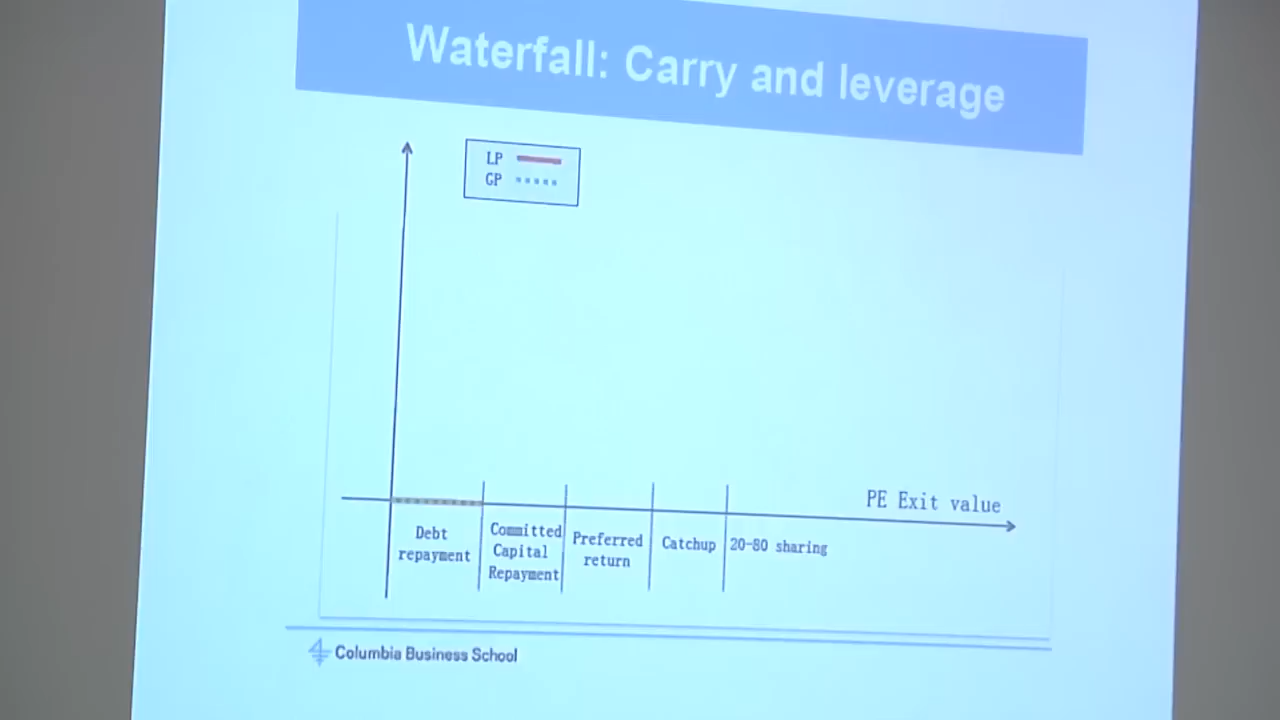 Waterfall: Carry and leverage
LP
GP
PE Exit value
Debt
repayment
Committed
Capital
Repayment
Preferred
return
Catchup
20-80 sharing
Columbia Business School